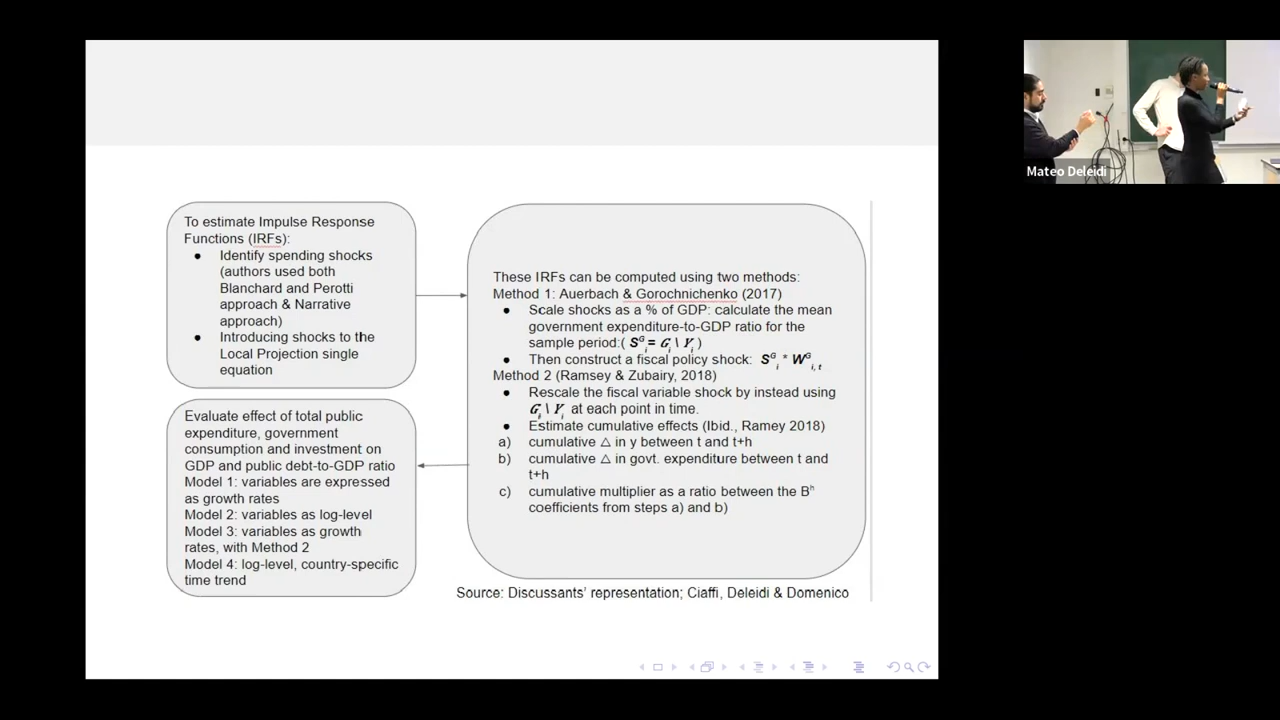 To estimate Impulse Response
Functions (IRFs):
● Identify spending shocks
(authors used both
Blanchard and Perotti
approach & Narrative
approach)
● Introducing shocks to the
Local Projection single
equation
Evaluate effect of total public
expenditure, government
consumption and investment on
GDP and public debt-to-GDP ratio
Model 1: variables are expressed
as growth rates
Model 2: variables as log-level
Model 3: variables as growth
rates, with Method 2
Model 4: log-level, country-specific
time trend
These IRFs can be computed using two methods:
Method 1: Auerbach & Gorochnichenko (2017)
● Scale shocks as a % of GDP: calculate the mean
government expenditure-to-GDP ratio for the
sample period:( Sᴳᵢ = Gᵢ \ Yᵢ )
● Then construct a fiscal policy shock: Sᴳᵢ * Wᴳᵢ,ₜ
Method 2 (Ramsey & Zubairy, 2018)
● Rescale the fiscal variable shock by instead using
Gᵢ \ Yᵢ at each point in time.
● Estimate cumulative effects (Ibid., Ramey 2018)
a) cumulative △ in y between t and t+h
b) cumulative △ in govt. expenditure between t and
t+h
c) cumulative multiplier as a ratio between the Bʰ
coefficients from steps a) and b)
Source: Discussants' representation; Ciaffi, Deleidi & Domenico
Mateo Deleidi